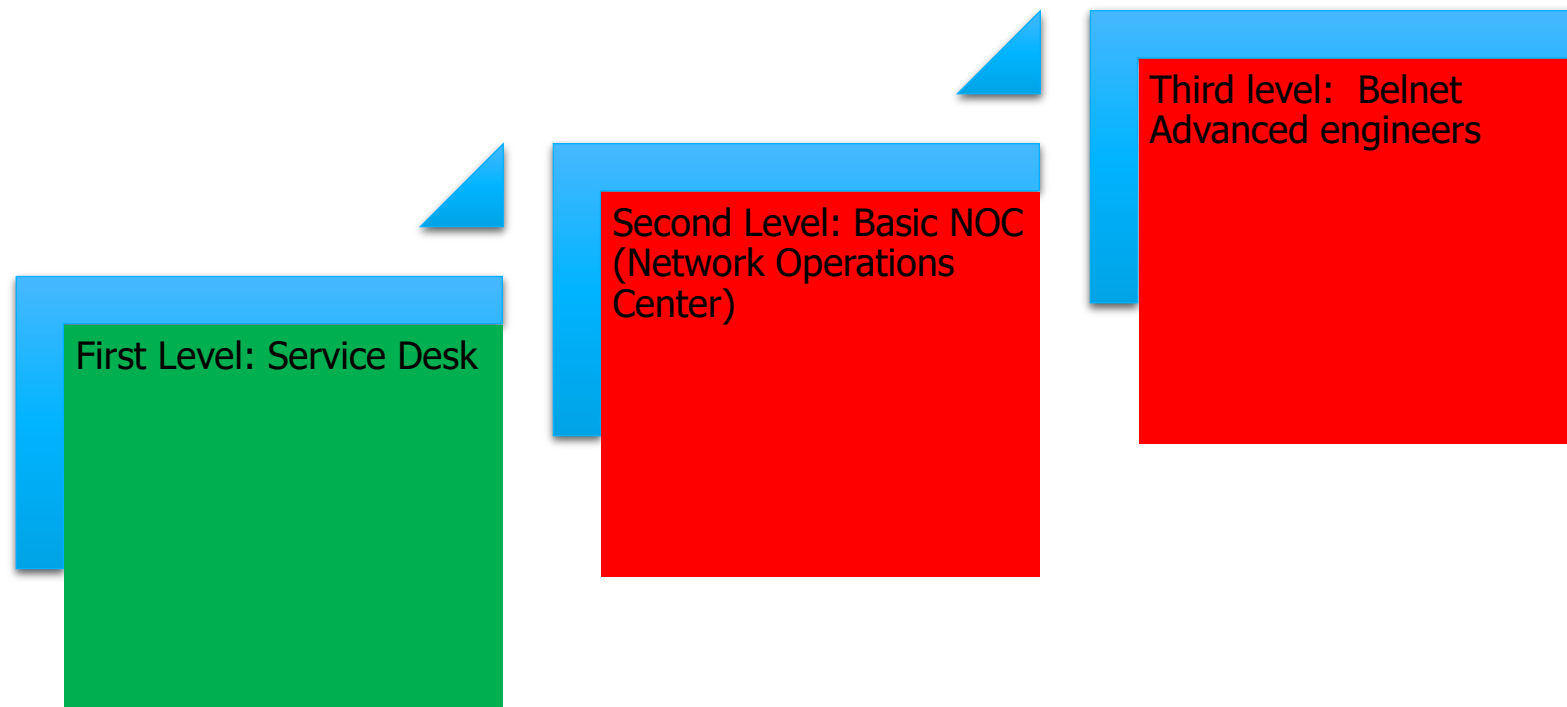 First Level: Service Desk
Second Level: Basic NOC
(Network Operations
Center)
Third level:  Belnet
Advanced engineers